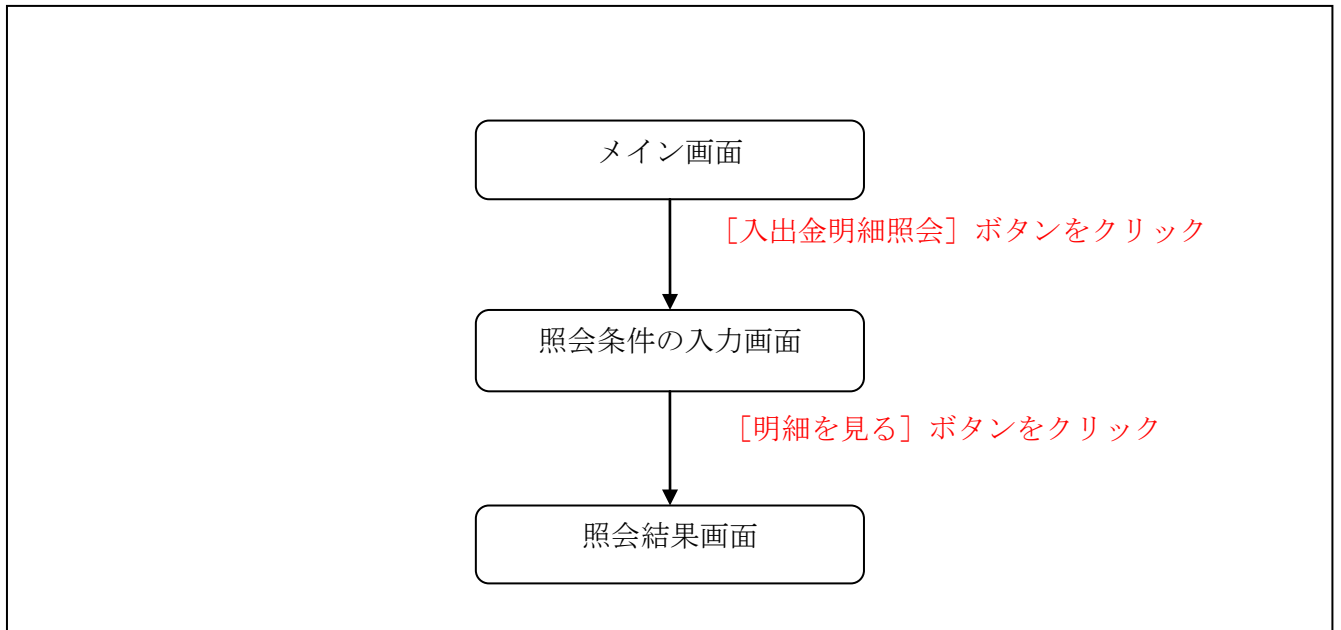 メイン画面
［入出金明細照会］ボタンをクリック
照会条件の入力画面
［明細を見る］ボタンをクリック
照会結果画面